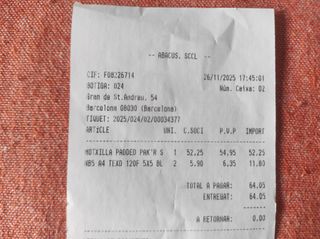 -- ABACUS, SCCL --
CIF: F08226714 26/11/2025 17:45:01
BOTIGA: 024 Núm. Caixa: 02
Gran de St.Andreu, 54
Barcelona 08030 (Barcelona)
TIQUET: 2025/024/02/00034377
ARTICLE UNI. C.SOCI P.V.P IMPORT
MOTXILLA PADDED PAK'R S 1 52.25 54.95 52.25
NBS A4 TEXD 120F 5X5 BL 2 5.90 6.35 11.80
TOTAL A PAGAR: 64.05
ENTREGAT: 64.05
A RETORNAR: 0.00